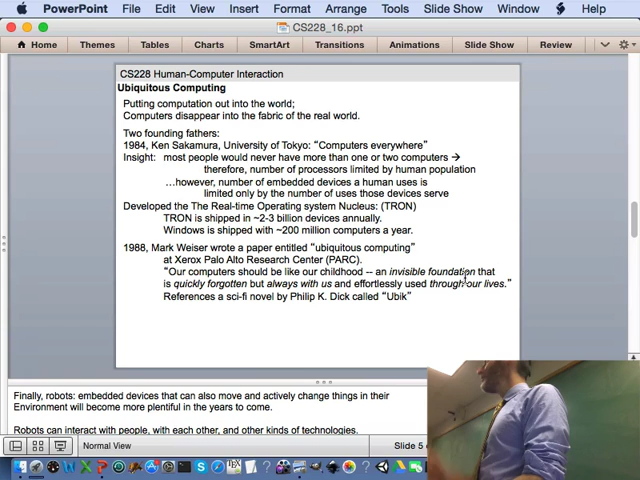 PowerPoint File Edit View Insert Format Arrange Tools Slide Show Window Help
CS228_16.ppt
Home Themes Tables Charts SmartArt Transitions Animations Slide Show Review
CS228 Human-Computer Interaction
Ubiquitous Computing
Putting computation out into the world;
Computers disappear into the fabric of the real world.
Two founding fathers:
1984, Ken Sakamura, University of Tokyo: “Computers everywhere”
Insight: most people would never have more than one or two computers →
therefore, number of processors limited by human population
…however, number of embedded devices a human uses is
limited only by the number of uses those devices serve
Developed the The Real-time Operating system Nucleus: (TRON)
TRON is shipped in ~2-3 billion devices annually.
Windows is shipped with ~200 million computers a year.
1988, Mark Weiser wrote a paper entitled “ubiquitous computing”
at Xerox Palo Alto Research Center (PARC).
“Our computers should be like our childhood -- an invisible foundation that
is quickly forgotten but always with us and effortlessly used through our lives.”
References a sci-fi novel by Philip K. Dick called “Ubik”
Finally, robots: embedded devices that can also move and actively change things in their
Environment will become more plentiful in the years to come.
Robots can interact with people, with each other, and other kinds of technologies.
Normal View Slide 5